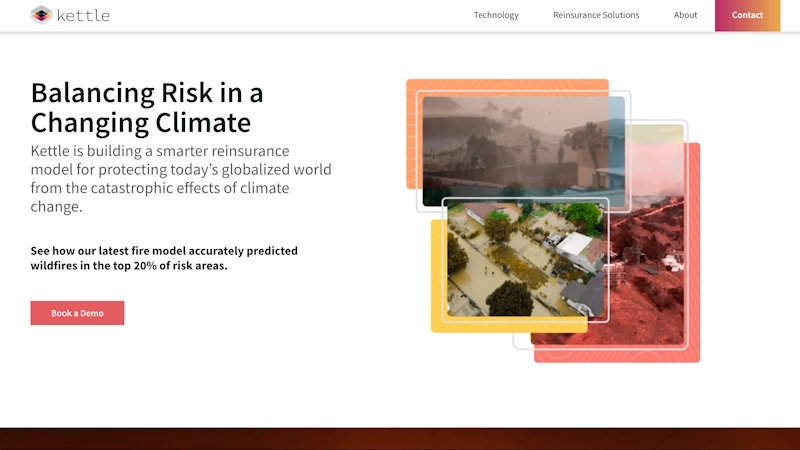 kettle
Technology
Reinsurance Solutions
About
Contact
Balancing Risk in a
Changing Climate
Kettle is building a smarter reinsurance
model for protecting today’s globalized world
from the catastrophic effects of climate
change.
See how our latest fire model accurately predicted
wildfires in the top 20% of risk areas.
Book a Demo